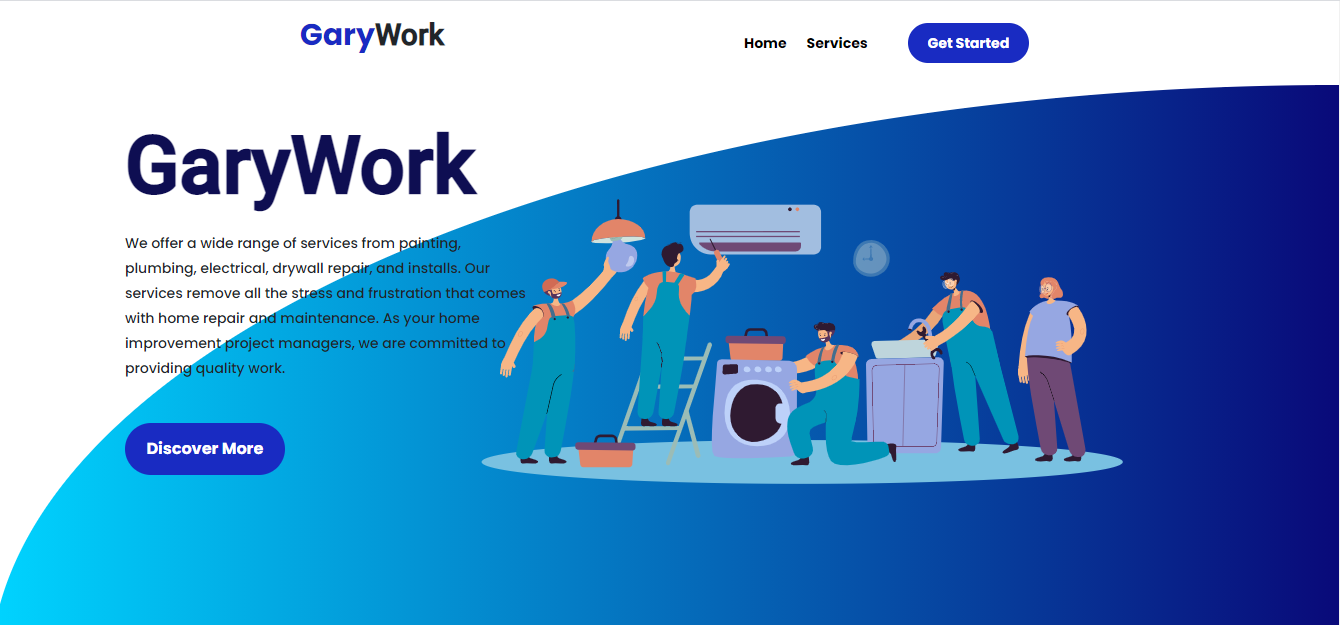 GaryWork
Home Services Get Started
GaryWork
We offer a wide range of services from painting,
plumbing, electrical, drywall repair, and installs. Our
services remove all the stress and frustration that comes
with home repair and maintenance. As your home
improvement project managers, we are committed to
providing quality work.
Discover More